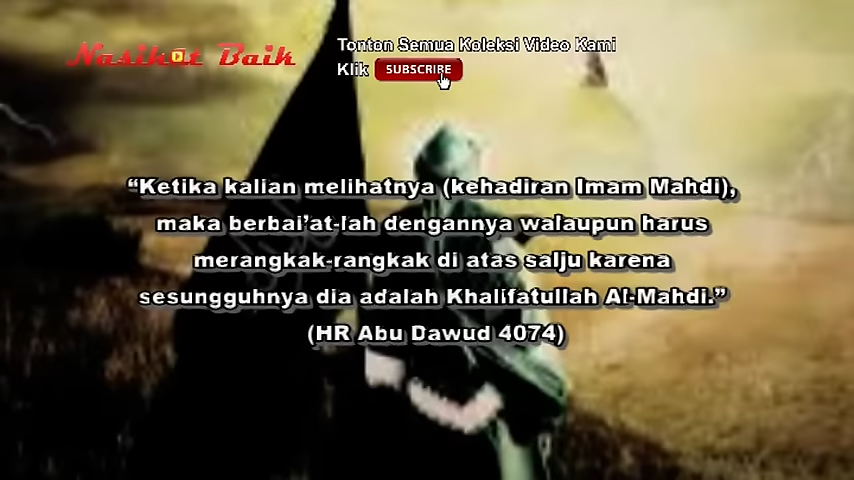 Nasihat Baik
Tonton Semua Koleksi Video Kami
Klik SUBSCRIBE
“Ketika kalian melihatnya (kehadiran Imam Mahdi),
maka berbai’at-lah dengannya walaupun harus
merangkak-rangkak di atas salju karena
sesungguhnya dia adalah Khalifatullah Al-Mahdi.”
(HR Abu Dawud 4074)